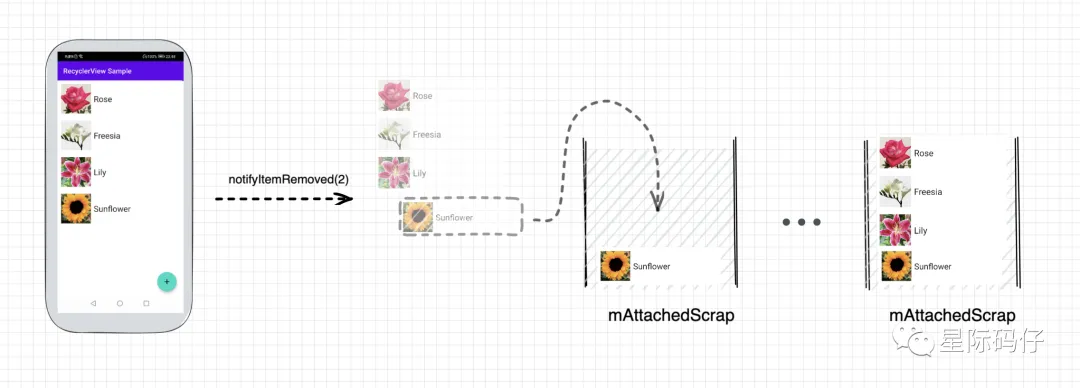 RecyclerView Sample
Rose
Freesia
Lily
Sunflower
+
notifyItemRemoved(2)
Rose
Freesia
Lily
Sunflower
Sunflower
mAttachedScrap
Rose
Freesia
Lily
Sunflower
mAttachedScrap
星际码仔